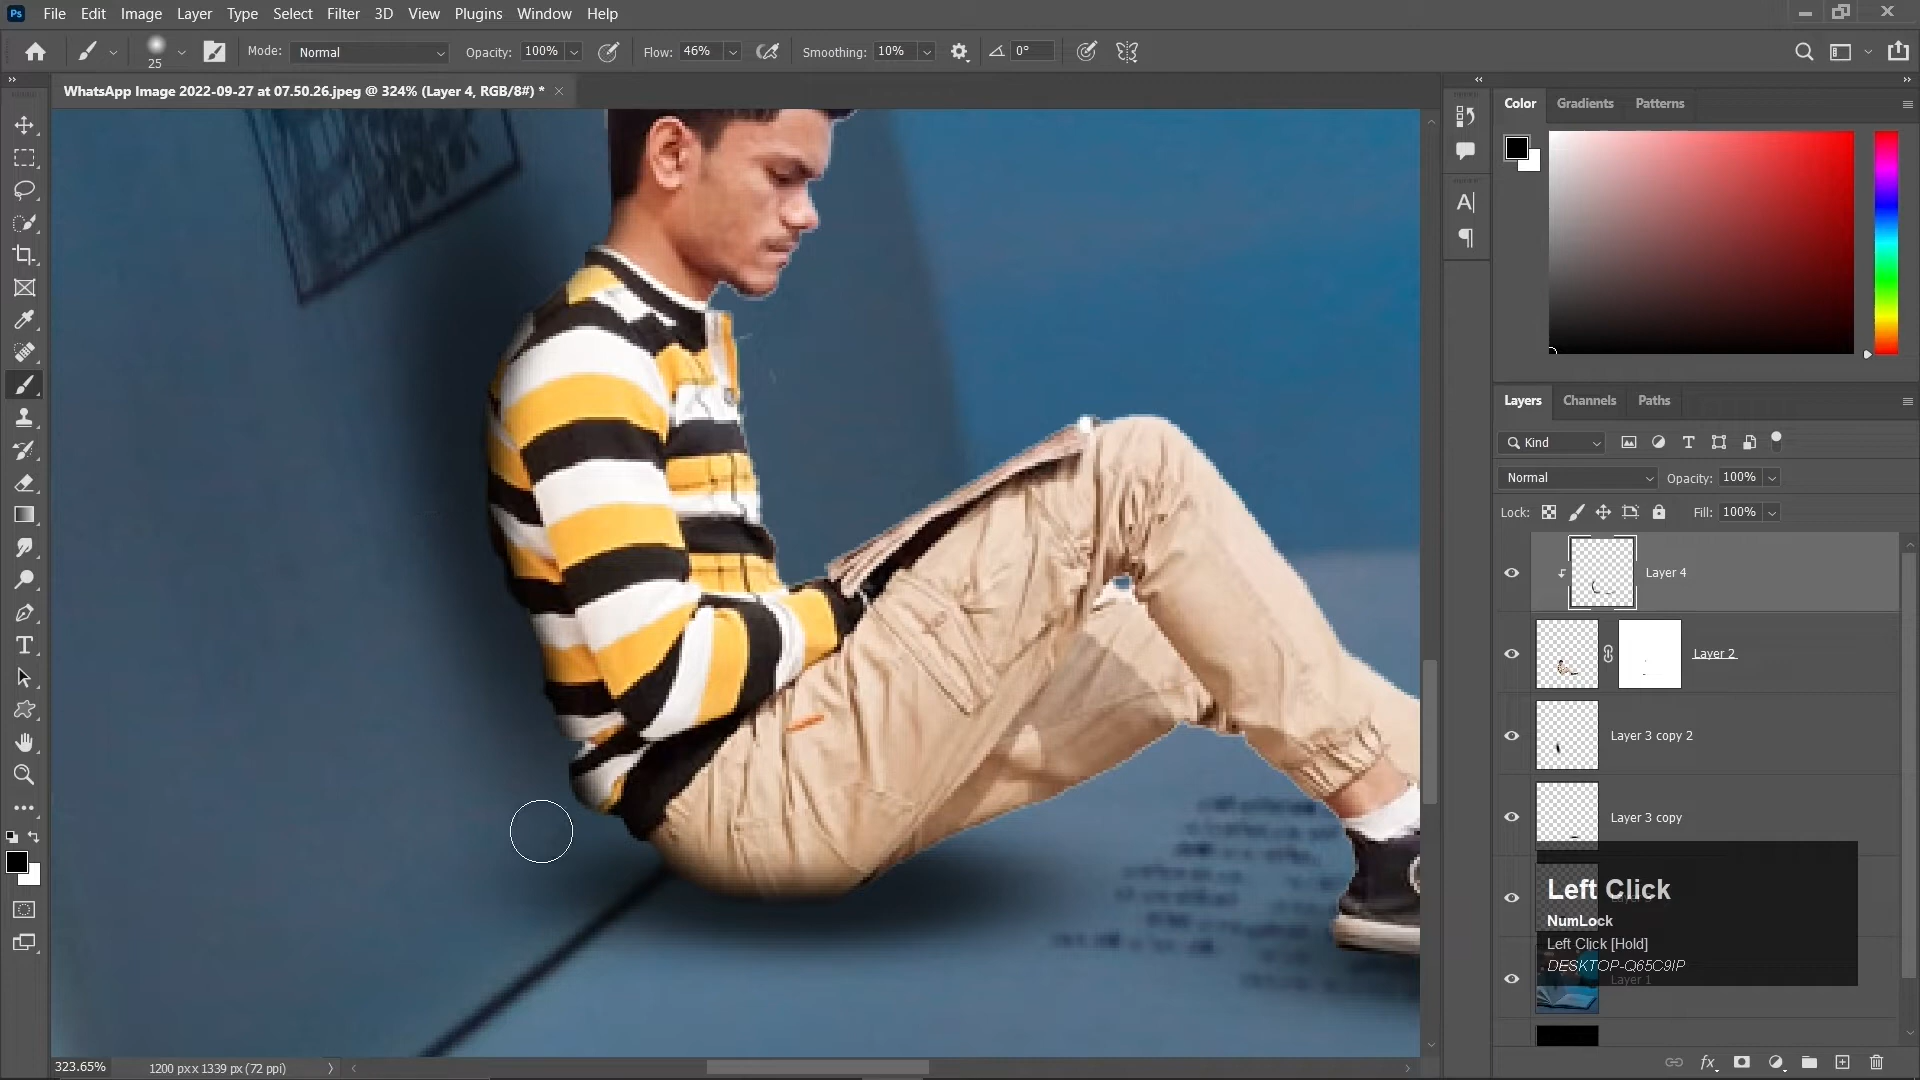 Ps File Edit Image Layer Type Select Filter 3D View Plugins Window Help
25 Mode: Normal Opacity: 100% Flow: 46% Smoothing: 10% 0°
WhatsApp Image 2022-09-27 at 07.50.26.jpeg @ 324% (Layer 4, RGB/8#) *
Color Gradients Patterns
Layers Channels Paths
Kind
Normal Opacity: 100%
Lock: Fill: 100%
Layer 4
Layer 2
Layer 3 copy 2
Layer 3 copy
Left Click
NumLock
Left Click [Hold]
DESKTOP-Q65C9IP
Layer 1
323.65% 1200 px x 1339 px (72 ppi)